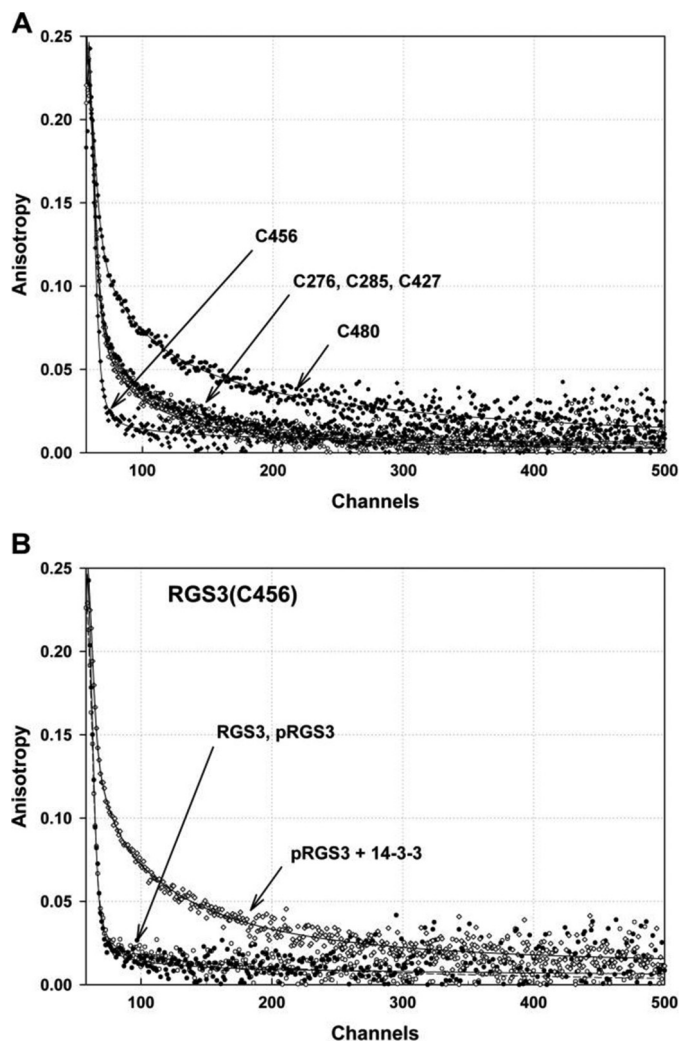 A
0.25
0.20
0.15
0.10
0.05
0.00
Anisotropy
C456
C276, C285, C427
C480
100
200
300
400
500
Channels
B
0.25
0.20
0.15
0.10
0.05
0.00
Anisotropy
RGS3(C456)
RGS3, pRGS3
pRGS3 + 14-3-3
100
200
300
400
500
Channels